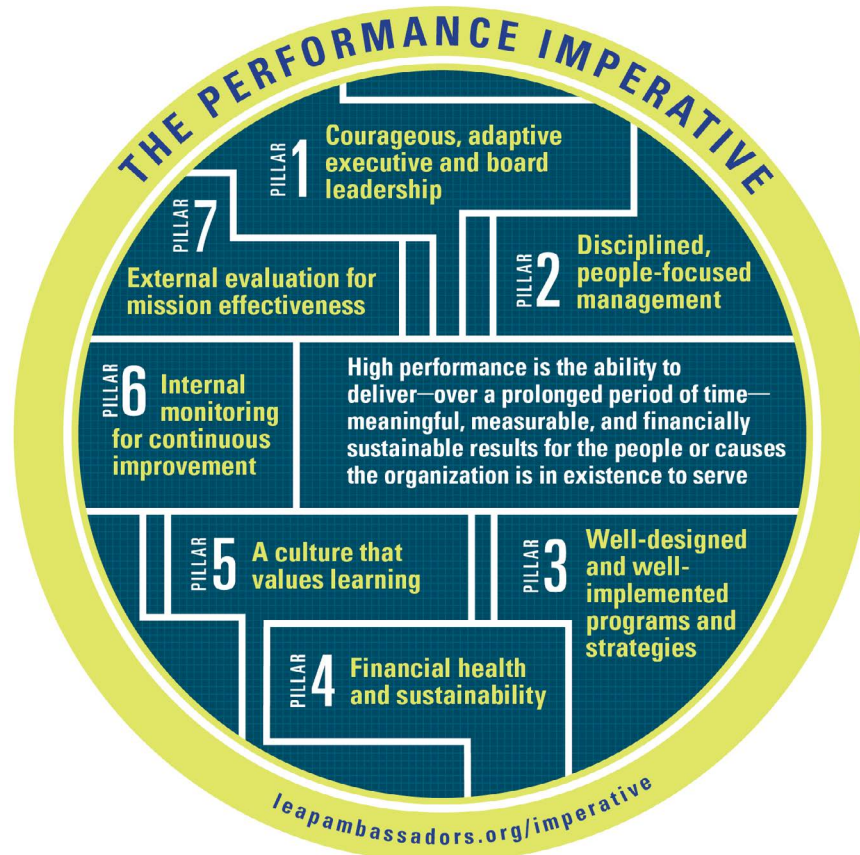 THE PERFORMANCE IMPERATIVE
PILLAR 1
Courageous, adaptive
executive and board
leadership
PILLAR 2
Disciplined,
people-focused
management
PILLAR 7
External evaluation for
mission effectiveness
PILLAR 6
Internal
monitoring
for continuous
improvement
High performance is the ability to
deliver—over a prolonged period of time—
meaningful, measurable, and financially
sustainable results for the people or causes
the organization is in existence to serve
PILLAR 5
A culture that
values learning
PILLAR 3
Well-designed
and well-
implemented
programs and
strategies
PILLAR 4
Financial health
and sustainability
leapambassadors.org/imperative